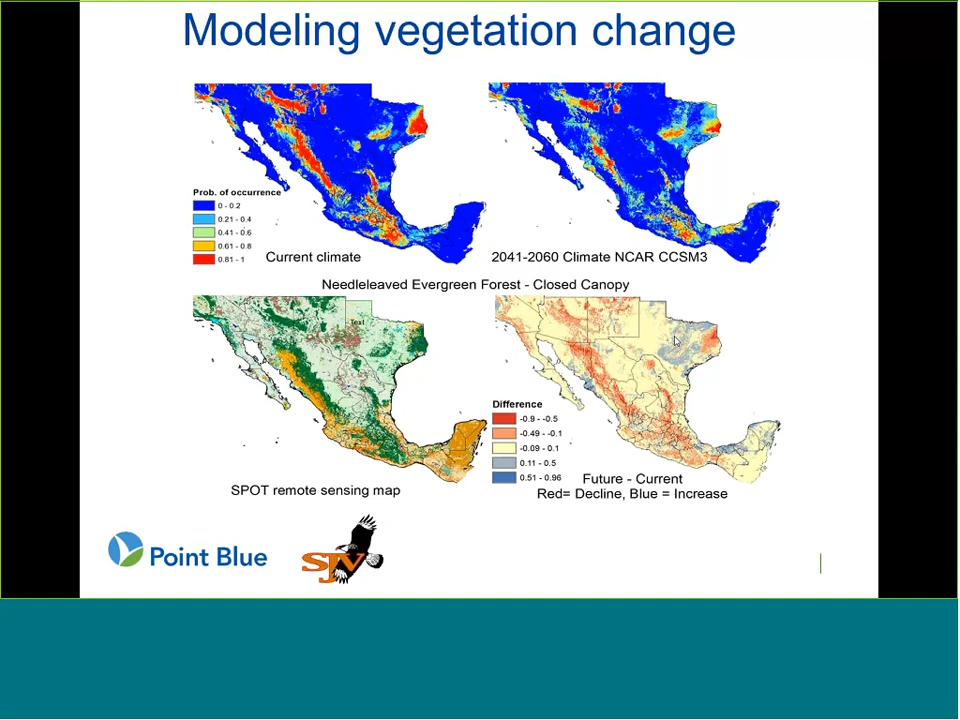 Modeling vegetation change
Prob. of occurrence
0 - 0.2
0.21 - 0.4
0.41 - 0.6
0.61 - 0.8
0.81 - 1
Current climate
2041-2060 Climate NCAR CCSM3
Needleleaved Evergreen Forest - Closed Canopy
Text
SPOT remote sensing map
Difference
-0.9 - -0.5
-0.49 - -0.1
-0.09 - 0.1
0.11 - 0.5
0.51 - 0.96
Future - Current
Red= Decline, Blue = Increase
Point Blue
SJV